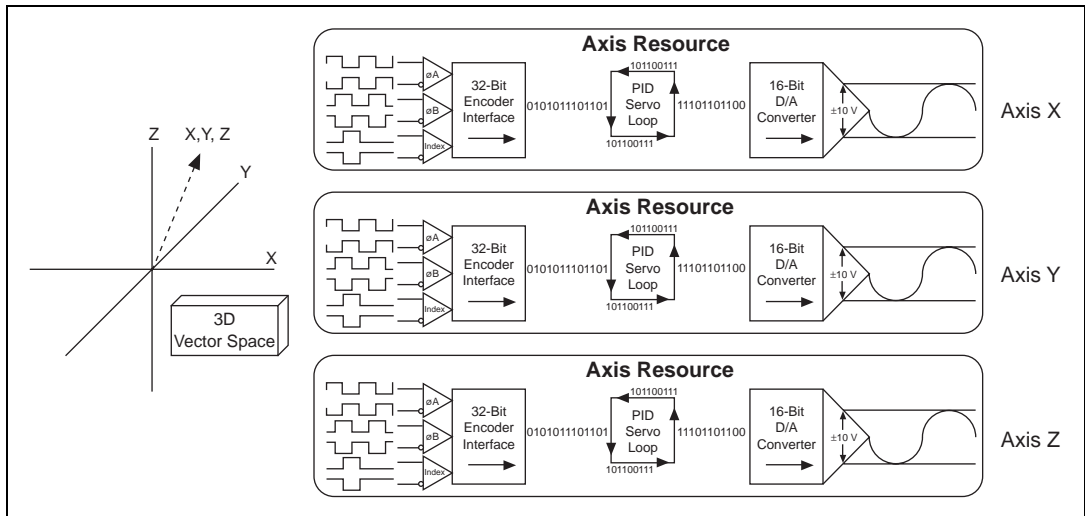 Z
X,Y, Z
Y
X
3D
Vector Space
Axis Resource
øA
øB
Index
32-Bit
Encoder
Interface
0101011101101
101100111
PID
Servo
Loop
101100111
11101101100
16-Bit
D/A
Converter
±10 V
Axis X
Axis Resource
øA
øB
Index
32-Bit
Encoder
Interface
0101011101101
101100111
PID
Servo
Loop
101100111
11101101100
16-Bit
D/A
Converter
±10 V
Axis Y
Axis Resource
øA
øB
Index
32-Bit
Encoder
Interface
0101011101101
101100111
PID
Servo
Loop
101100111
11101101100
16-Bit
D/A
Converter
±10 V
Axis Z